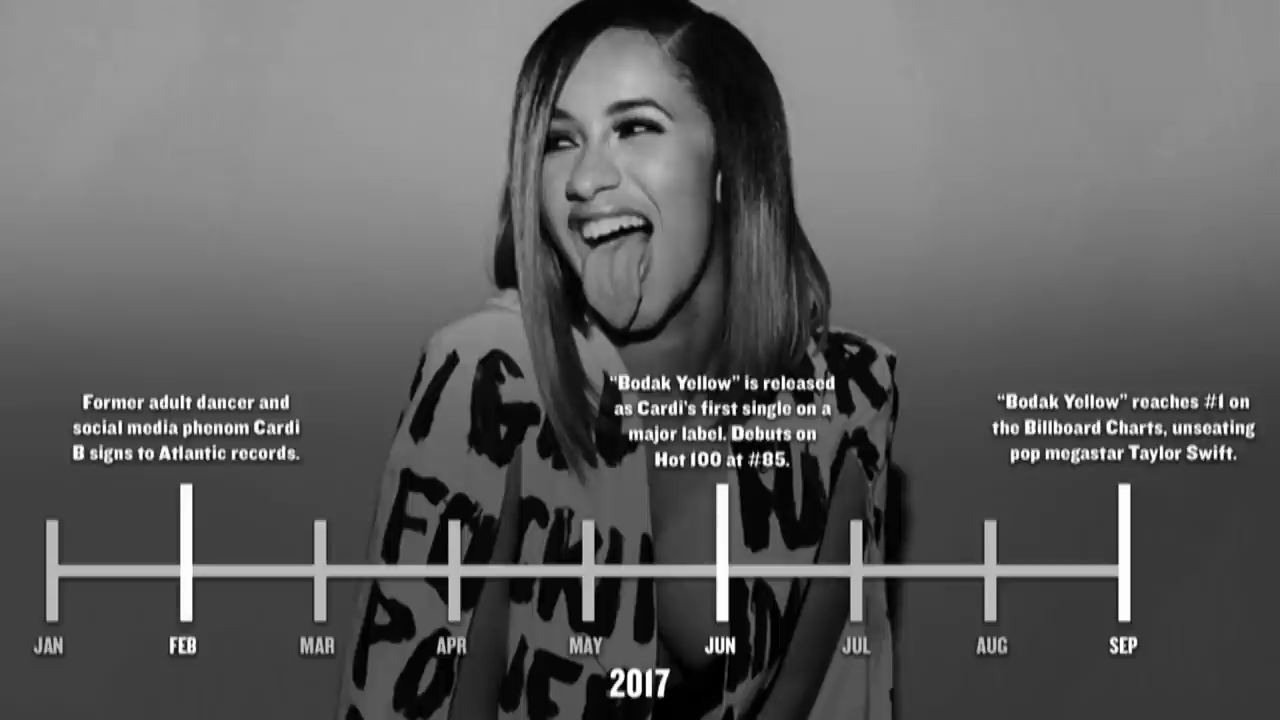 Former adult dancer and
social media phenom Cardi
B signs to Atlantic records.
“Bodak Yellow” is released
as Cardi’s first single on a
major label. Debuts on
Hot 100 at #85.
“Bodak Yellow” reaches #1 on
the Billboard Charts, unseating
pop megastar Taylor Swift.
JAN FEB MAR APR MAY JUN JUL AUG SEP
2017